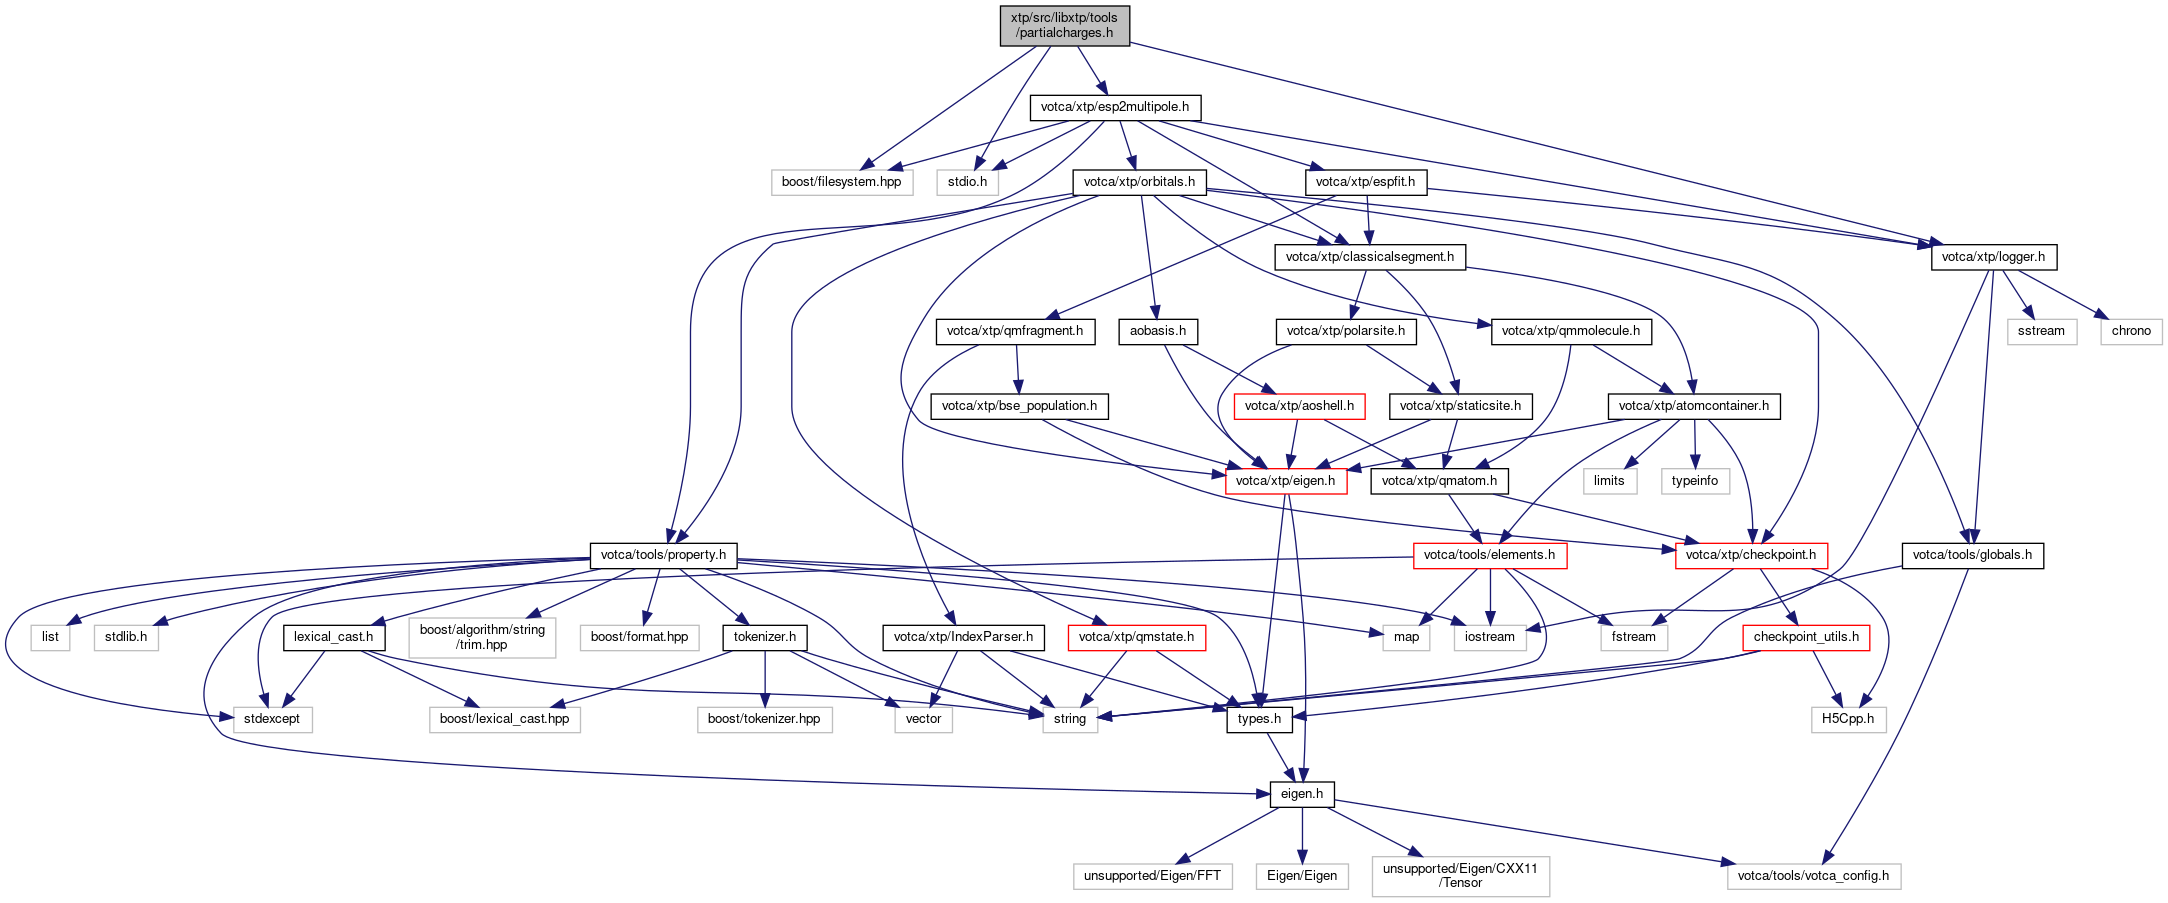 xtp/src/libxtp/tools
/partialcharges.h
votca/xtp/esp2multipole.h
boost/filesystem.hpp
stdio.h
votca/xtp/orbitals.h
votca/xtp/espfit.h
votca/xtp/classicalsegment.h
votca/xtp/logger.h
votca/xtp/qmfragment.h
aobasis.h
votca/xtp/polarsite.h
votca/xtp/qmmolecule.h
sstream
chrono
votca/xtp/bse_population.h
votca/xtp/aoshell.h
votca/xtp/staticsite.h
votca/xtp/atomcontainer.h
votca/xtp/eigen.h
votca/xtp/qmatom.h
limits
typeinfo
votca/tools/property.h
votca/tools/elements.h
votca/xtp/checkpoint.h
votca/tools/globals.h
list
stdlib.h
lexical_cast.h
boost/algorithm/string
/trim.hpp
boost/format.hpp
tokenizer.h
votca/xtp/IndexParser.h
votca/xtp/qmstate.h
map
iostream
fstream
checkpoint_utils.h
stdexcept
boost/lexical_cast.hpp
boost/tokenizer.hpp
vector
string
types.h
H5Cpp.h
eigen.h
unsupported/Eigen/FFT
Eigen/Eigen
unsupported/Eigen/CXX11
/Tensor
votca/tools/votca_config.h